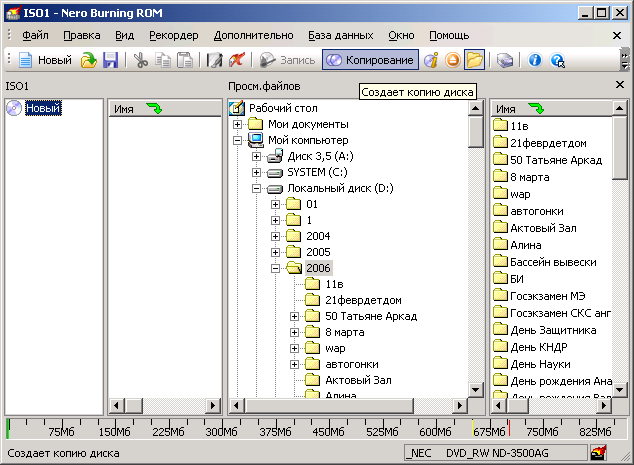 ISO1 - Nero Burning ROM
Файл Правка Вид Рекордер Дополнительно База данных Окно Помощь
Новый Запись Копирование
ISO1 Просм.файлов
Создает копию диска
Новый
Имя
Рабочий стол
Мои документы
Мой компьютер
Диск 3,5 (A:)
SYSTEM (C:)
Локальный диск (D:)
01
1
2004
2005
2006
11в
21феврдетдом
50 Татьяне Аркад
8 марта
wap
автогонки
Актовый Зал
Алина
Имя
11в
21феврдетдом
50 Татьяне Аркад
8 марта
wap
автогонки
Актовый Зал
Алина
Бассейн вывески
БИ
Госэкзамен МЭ
Госэкзамен СКС анг
День Защитника
День КНДР
День Науки
День рождения Ана
День рождения Вал
75Мб 150Мб 225Мб 300Мб 375Мб 450Мб 525Мб 600Мб 675Мб 750Мб 825Мб
Создает копию диска _NEC DVD_RW ND-3500AG